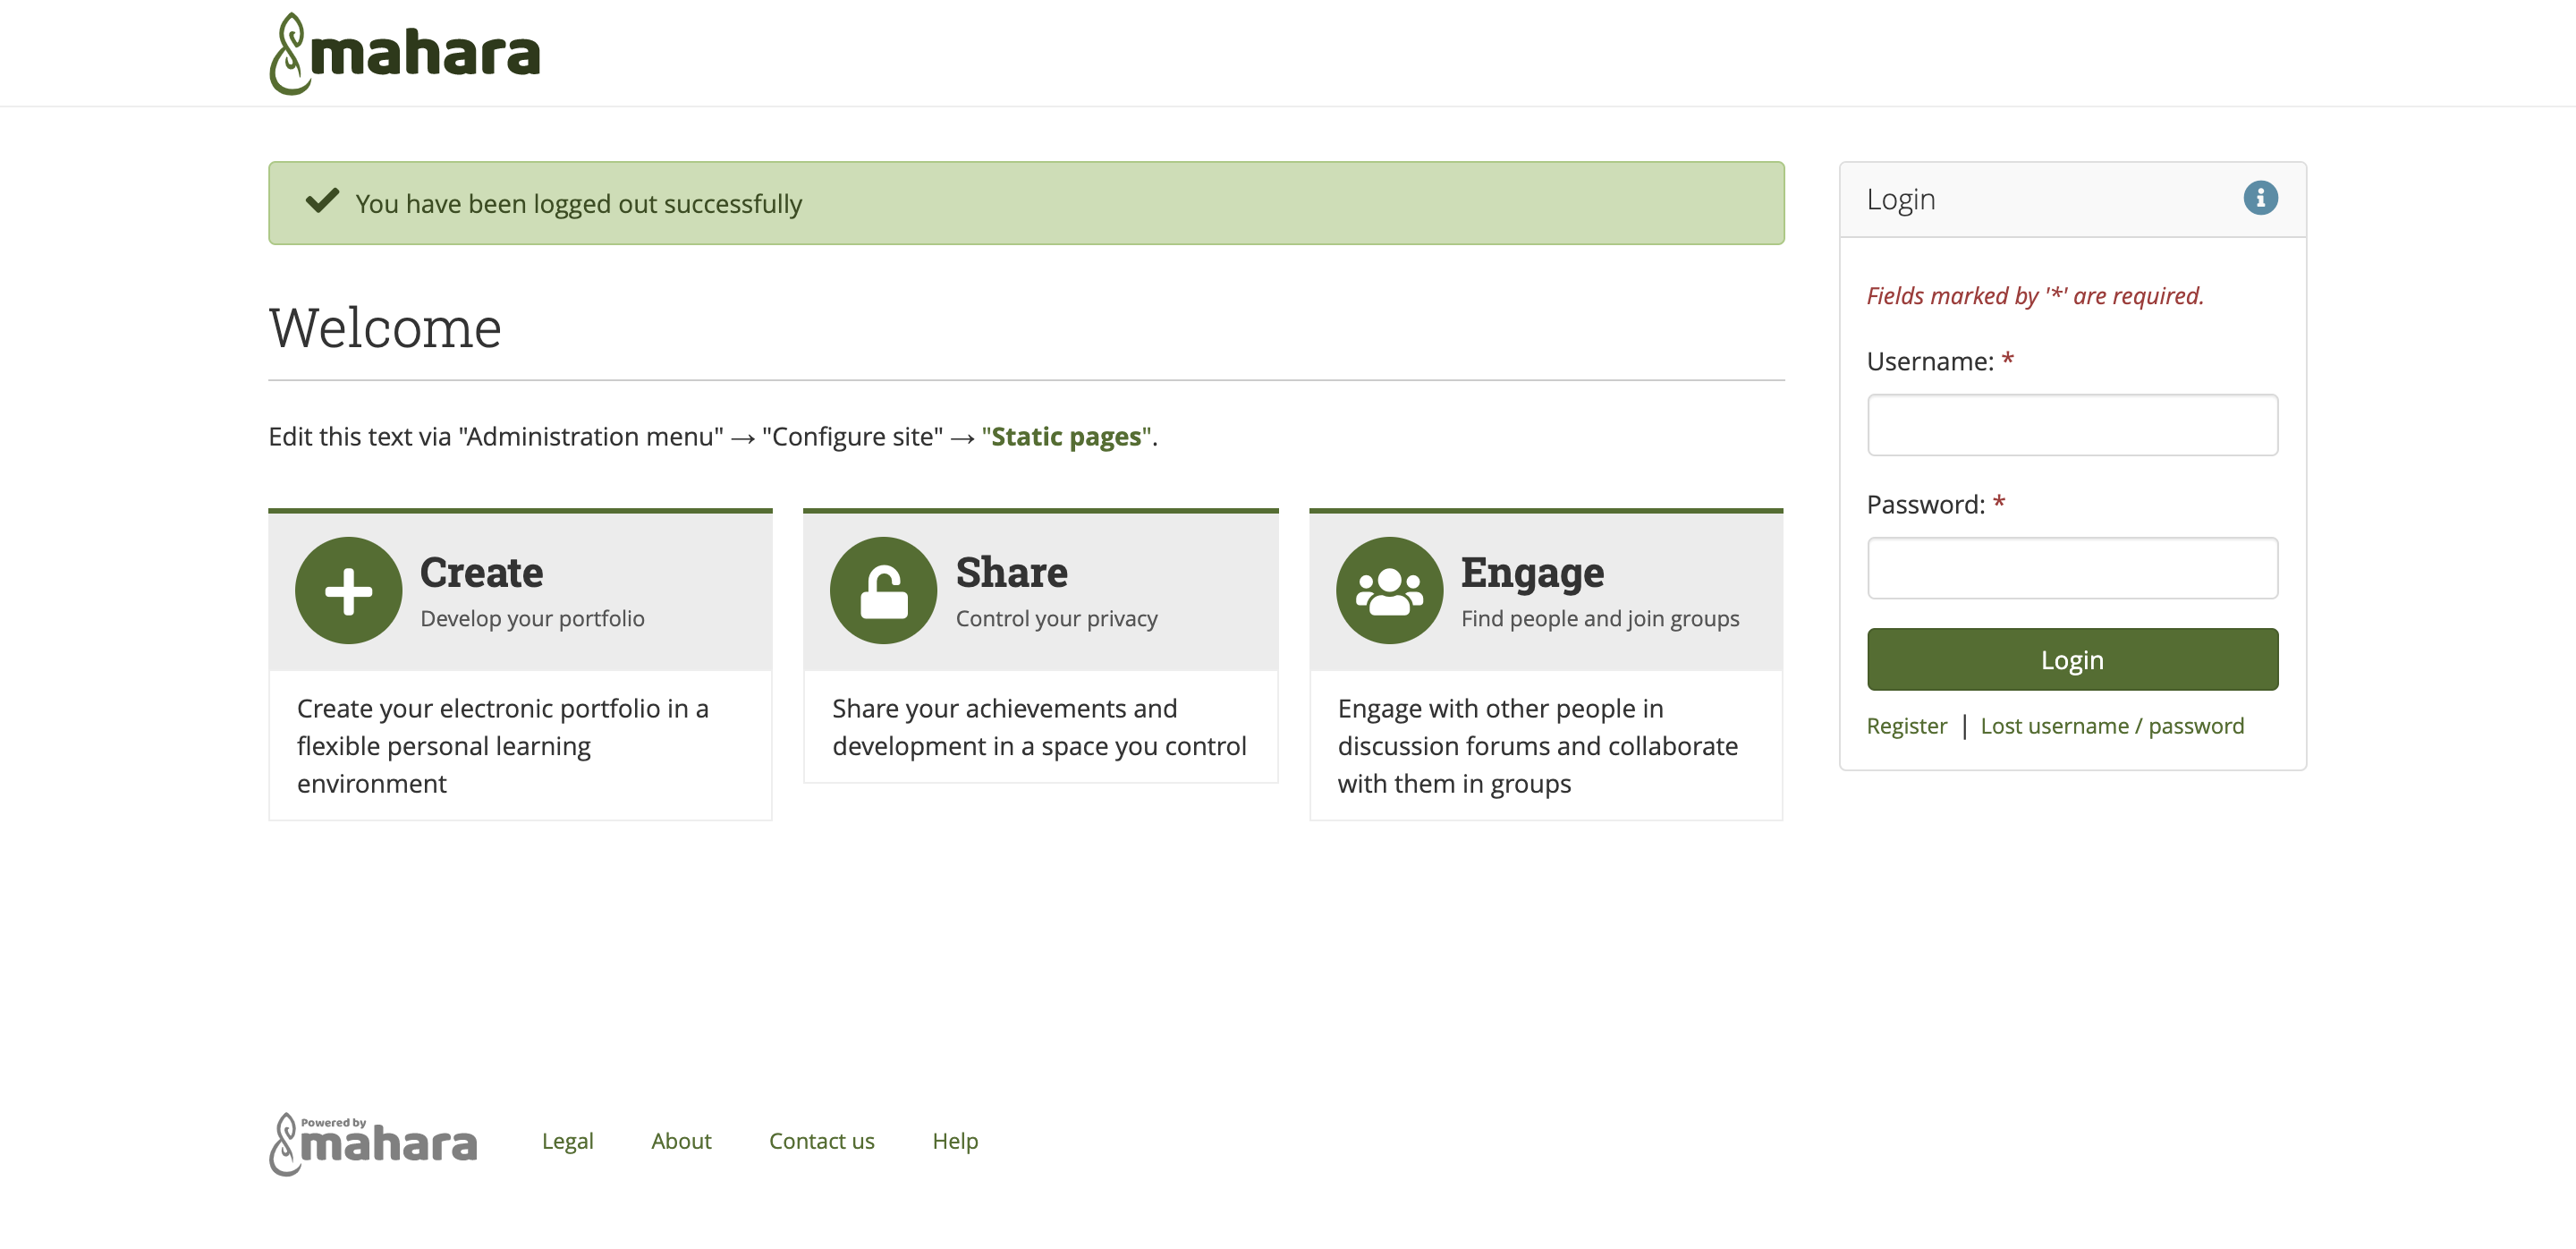 mahara
You have been logged out successfully
Welcome
Edit this text via "Administration menu" → "Configure site" → "Static pages".
Create
Develop your portfolio
Create your electronic portfolio in a
flexible personal learning
environment
Share
Control your privacy
Share your achievements and
development in a space you control
Engage
Find people and join groups
Engage with other people in
discussion forums and collaborate
with them in groups
Login
Fields marked by '*' are required.
Username: *
Password: *
Login
Register | Lost username / password
Powered by
mahara
Legal About Contact us Help